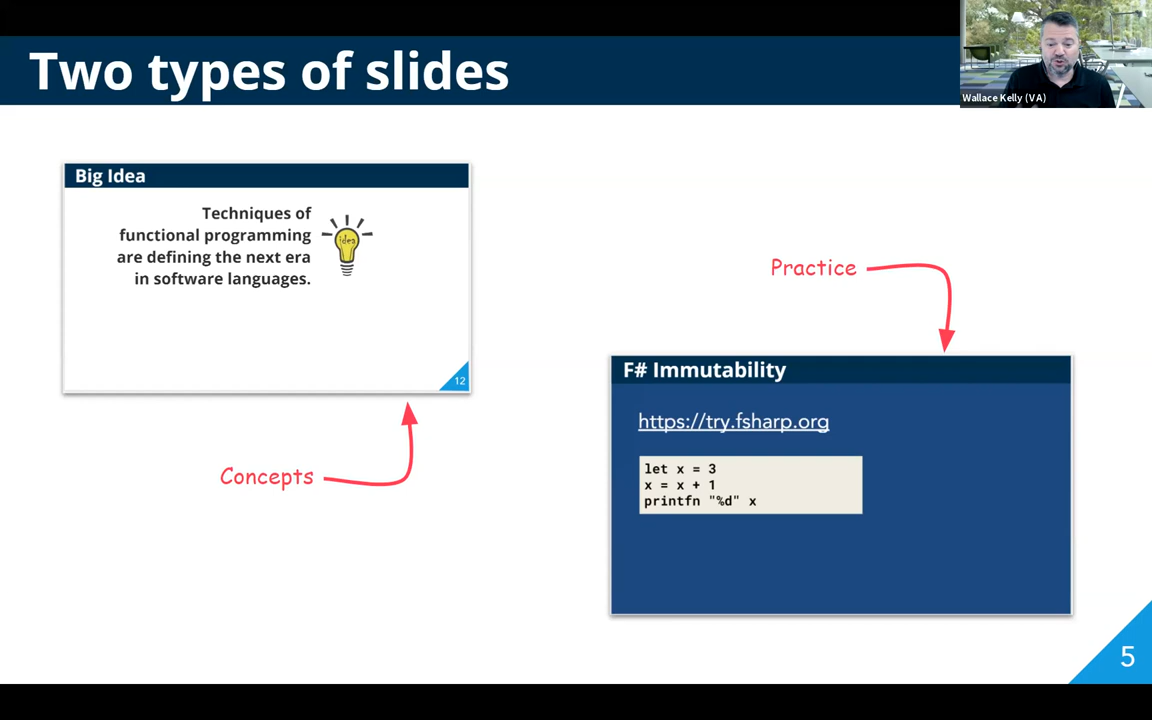 Two types of slides
Wallace Kelly (VA)
Big Idea
Techniques of
functional programming
are defining the next era
in software languages.
idea
12
Concepts
Practice
F# Immutability
https://try.fsharp.org
let x = 3
x = x + 1
printfn "%d" x
5